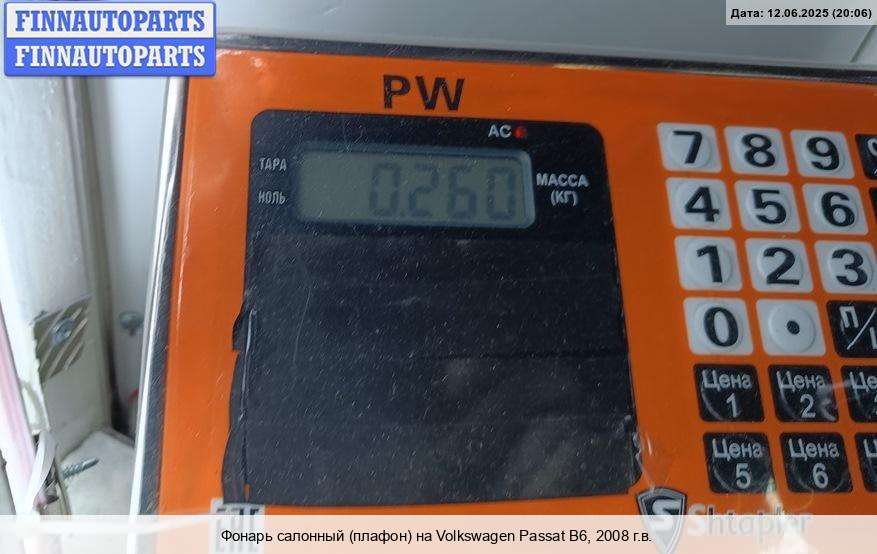 FINNAUTOPARTS
FINNAUTOPARTS
Дата: 12.06.2025 (20:06)
PW
AC
ТАРА
НОЛЬ
0.260
МАССА
(КГ)
7 8 9
4 5 6
1 2 3
0 •
Цена 1
Цена 2
Цена 5
Цена 6
S Shtapler
EAC
Фонарь салонный (плафон) на Volkswagen Passat B6, 2008 г.в.